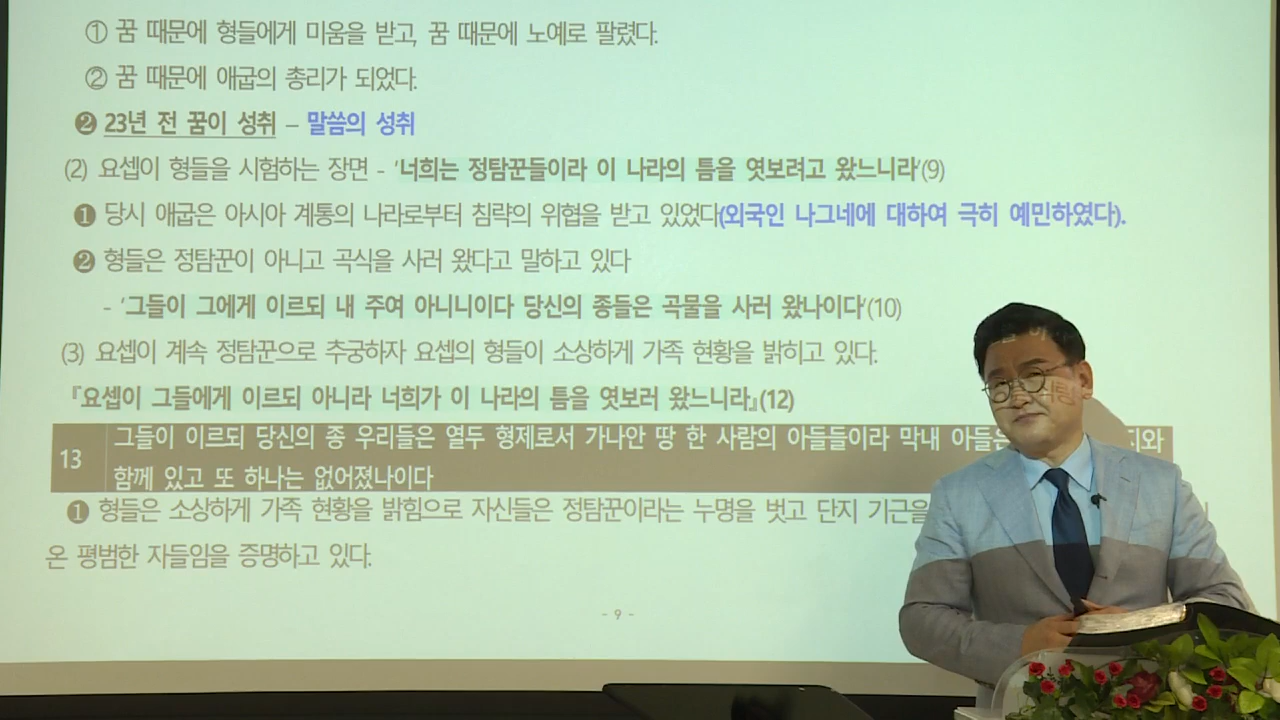 ① 꿈 때문에 형들에게 미움을 받고, 꿈 때문에 노예로 팔렸다.
② 꿈 때문에 애굽의 총리가 되었다.
❷ 23년 전 꿈이 성취 – 말씀의 성취
(2) 요셉이 형들을 시험하는 장면 - '너희는 정탐꾼들이라 이 나라의 틈을 엿보려고 왔느니라'(9)
❶ 당시 애굽은 아시아 계통의 나라로부터 침략의 위협을 받고 있었다(외국인 나그네에 대하여 극히 예민하였다).
❷ 형들은 정탐꾼이 아니고 곡식을 사러 왔다고 말하고 있다
- '그들이 그에게 이르되 내 주여 아니니이다 당신의 종들은 곡물을 사러 왔나이다'(10)
(3) 요셉이 계속 정탐꾼으로 추궁하자 요셉의 형들이 소상하게 가족 현황을 밝히고 있다.
『요셉이 그들에게 이르되 아니라 너희가 이 나라의 틈을 엿보러 왔느니라』(12)
13 그들이 이르되 당신의 종 우리들은 열두 형제로서 가나안 땅 한 사람의 아들들이라 막내 아들은
함께 있고 또 하나는 없어졌나이다
❶ 형들은 소상하게 가족 현황을 밝힘으로 자신들은 정탐꾼이라는 누명을 벗고 단지 기근을
온 평범한 자들임을 증명하고 있다.
- 9 -